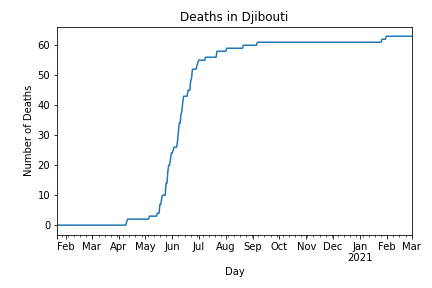 Deaths in Djibouti
Number of Deaths
60
50
40
30
20
10
0
Feb Mar Apr May Jun Jul Aug Sep Oct Nov Dec Jan Feb Mar
2021
Day